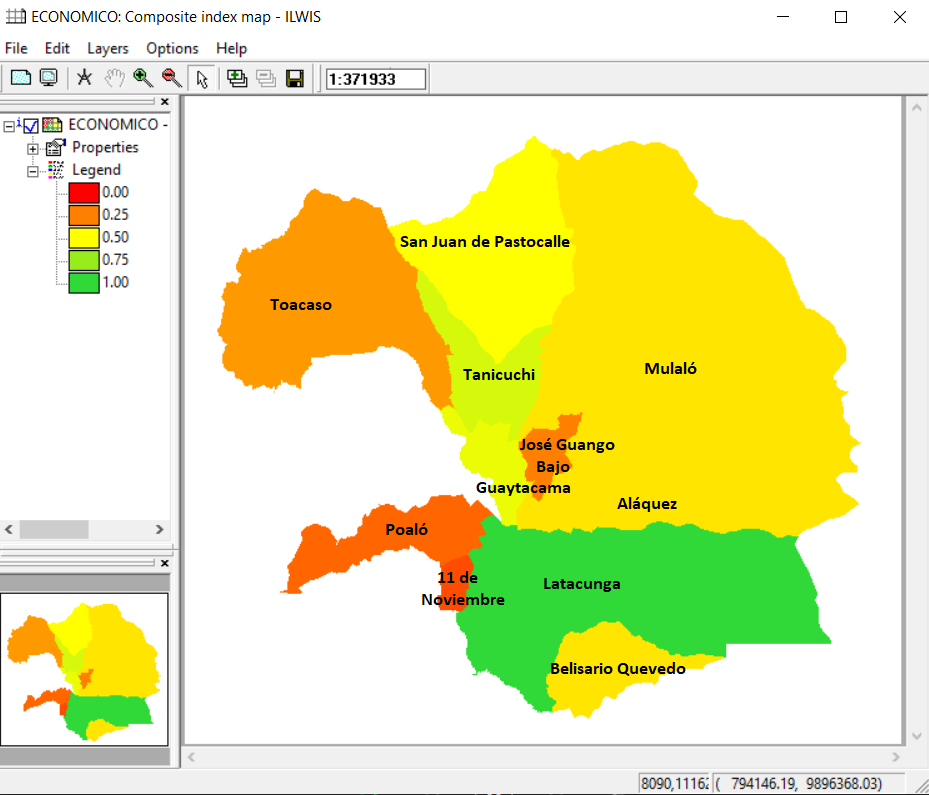 ECONOMICO: Composite index map - ILWIS
File Edit Layers Options Help
1:371933
ECONOMICO -
Properties
Legend
0.00
0.25
0.50
0.75
1.00
San Juan de Pastocalle
Toacaso
Mulaló
Tanicuchi
José Guango
Bajo
Guaytacama
Aláquez
Poaló
11 de
Noviembre
Latacunga
Belisario Quevedo
8090,11162 ( 794146.19, 9896368.03)